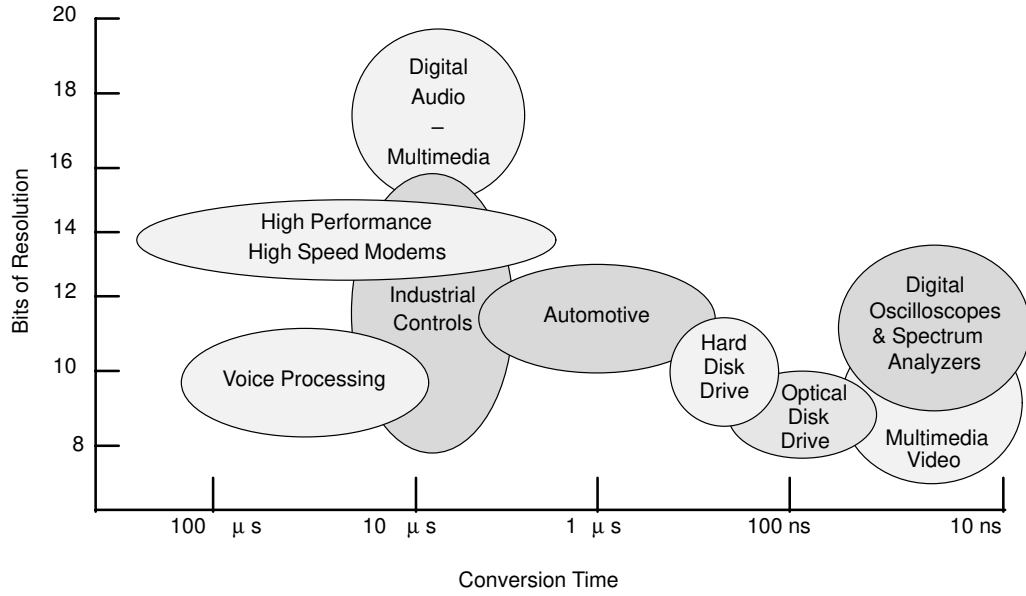 20
18
16
14
12
10
8
Bits of Resolution
Digital
Audio
–
Multimedia
High Performance
High Speed Modems
Industrial
Controls
Voice Processing
Automotive
Hard
Disk
Drive
Optical
Disk
Drive
Digital
Oscilloscopes
& Spectrum
Analyzers
Multimedia
Video
100 μ s
10 μ s
1 μ s
100 ns
10 ns
Conversion Time